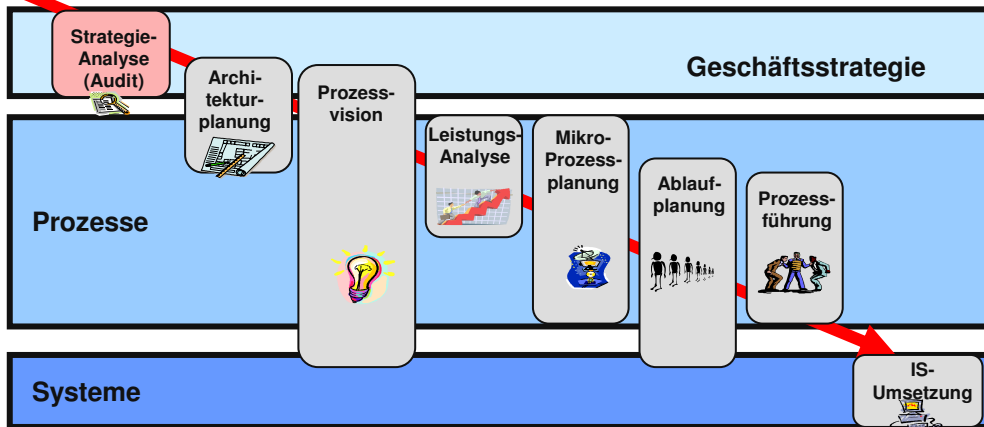 Strategie-
Analyse
(Audit)
Archi-
tektur-
planung
Prozess-
vision
Geschäftsstrategie
Leistungs-
Analyse
Mikro-
Prozess-
planung
Ablauf-
planung
Prozess-
führung
Prozesse
Systeme
IS-
Umsetzung